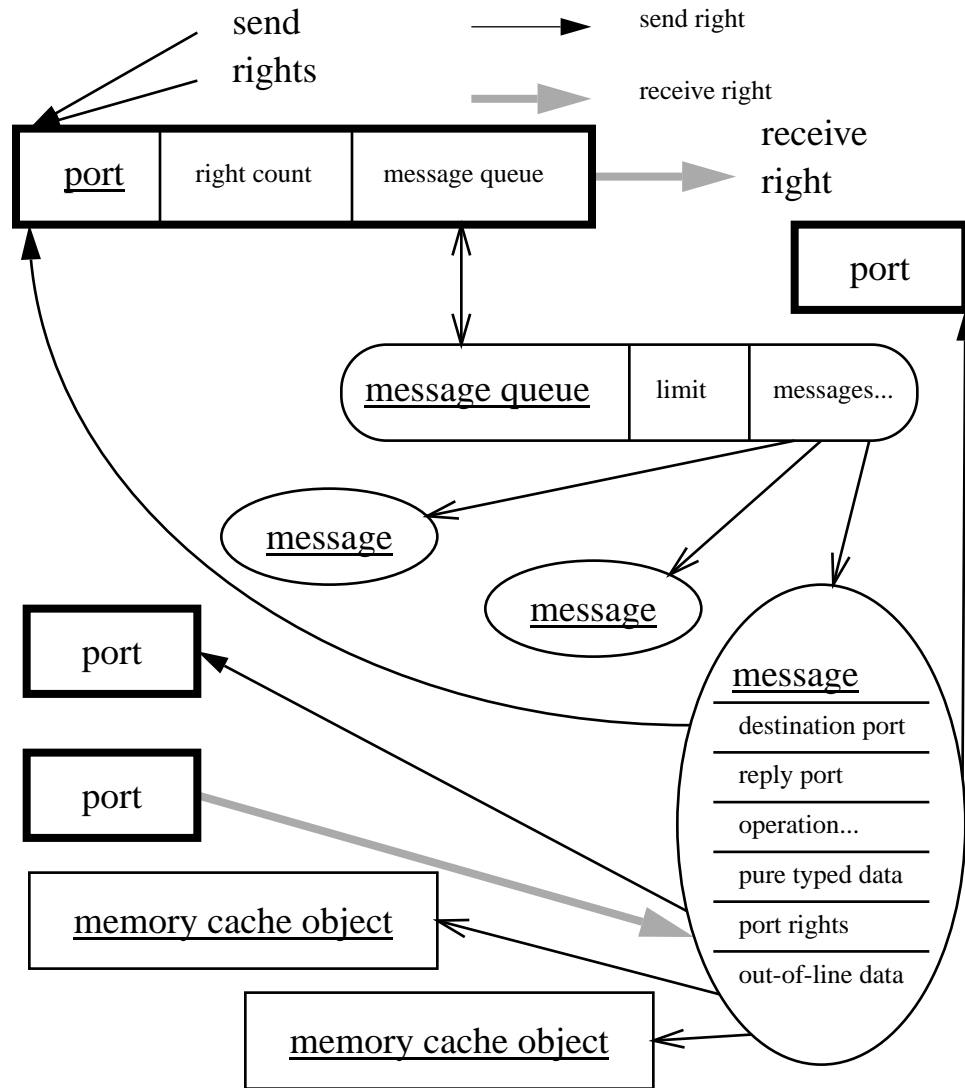 send
rights
send right
receive right
port
right count
message queue
receive
right
port
message queue
limit
messages...
message
message
port
message
destination port
reply port
port
operation...
pure typed data
memory cache object
port rights
out-of-line data
memory cache object